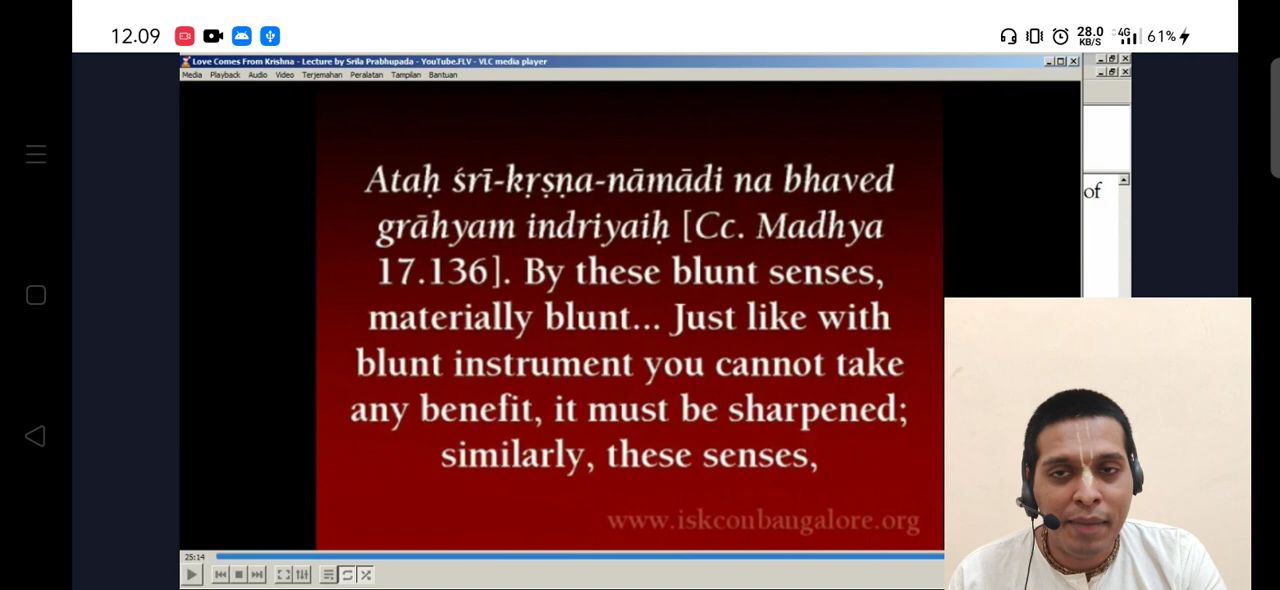 12.09
28.0
KB/S
4G
61%
Love Comes From Krishna - Lecture by Srila Prabhupada - YouTube.FLV - VLC media player
Media Playback Audio Video Terjemahan Peralatan Tampilan Bantuan
Ataḥ śrī-kṛṣṇa-nāmādi na bhaved
grāhyam indriyaiḥ [Cc. Madhya
17.136]. By these blunt senses,
materially blunt... Just like with
blunt instrument you cannot take
any benefit, it must be sharpened;
similarly, these senses,
of
www.iskconbangalore.org
25:14